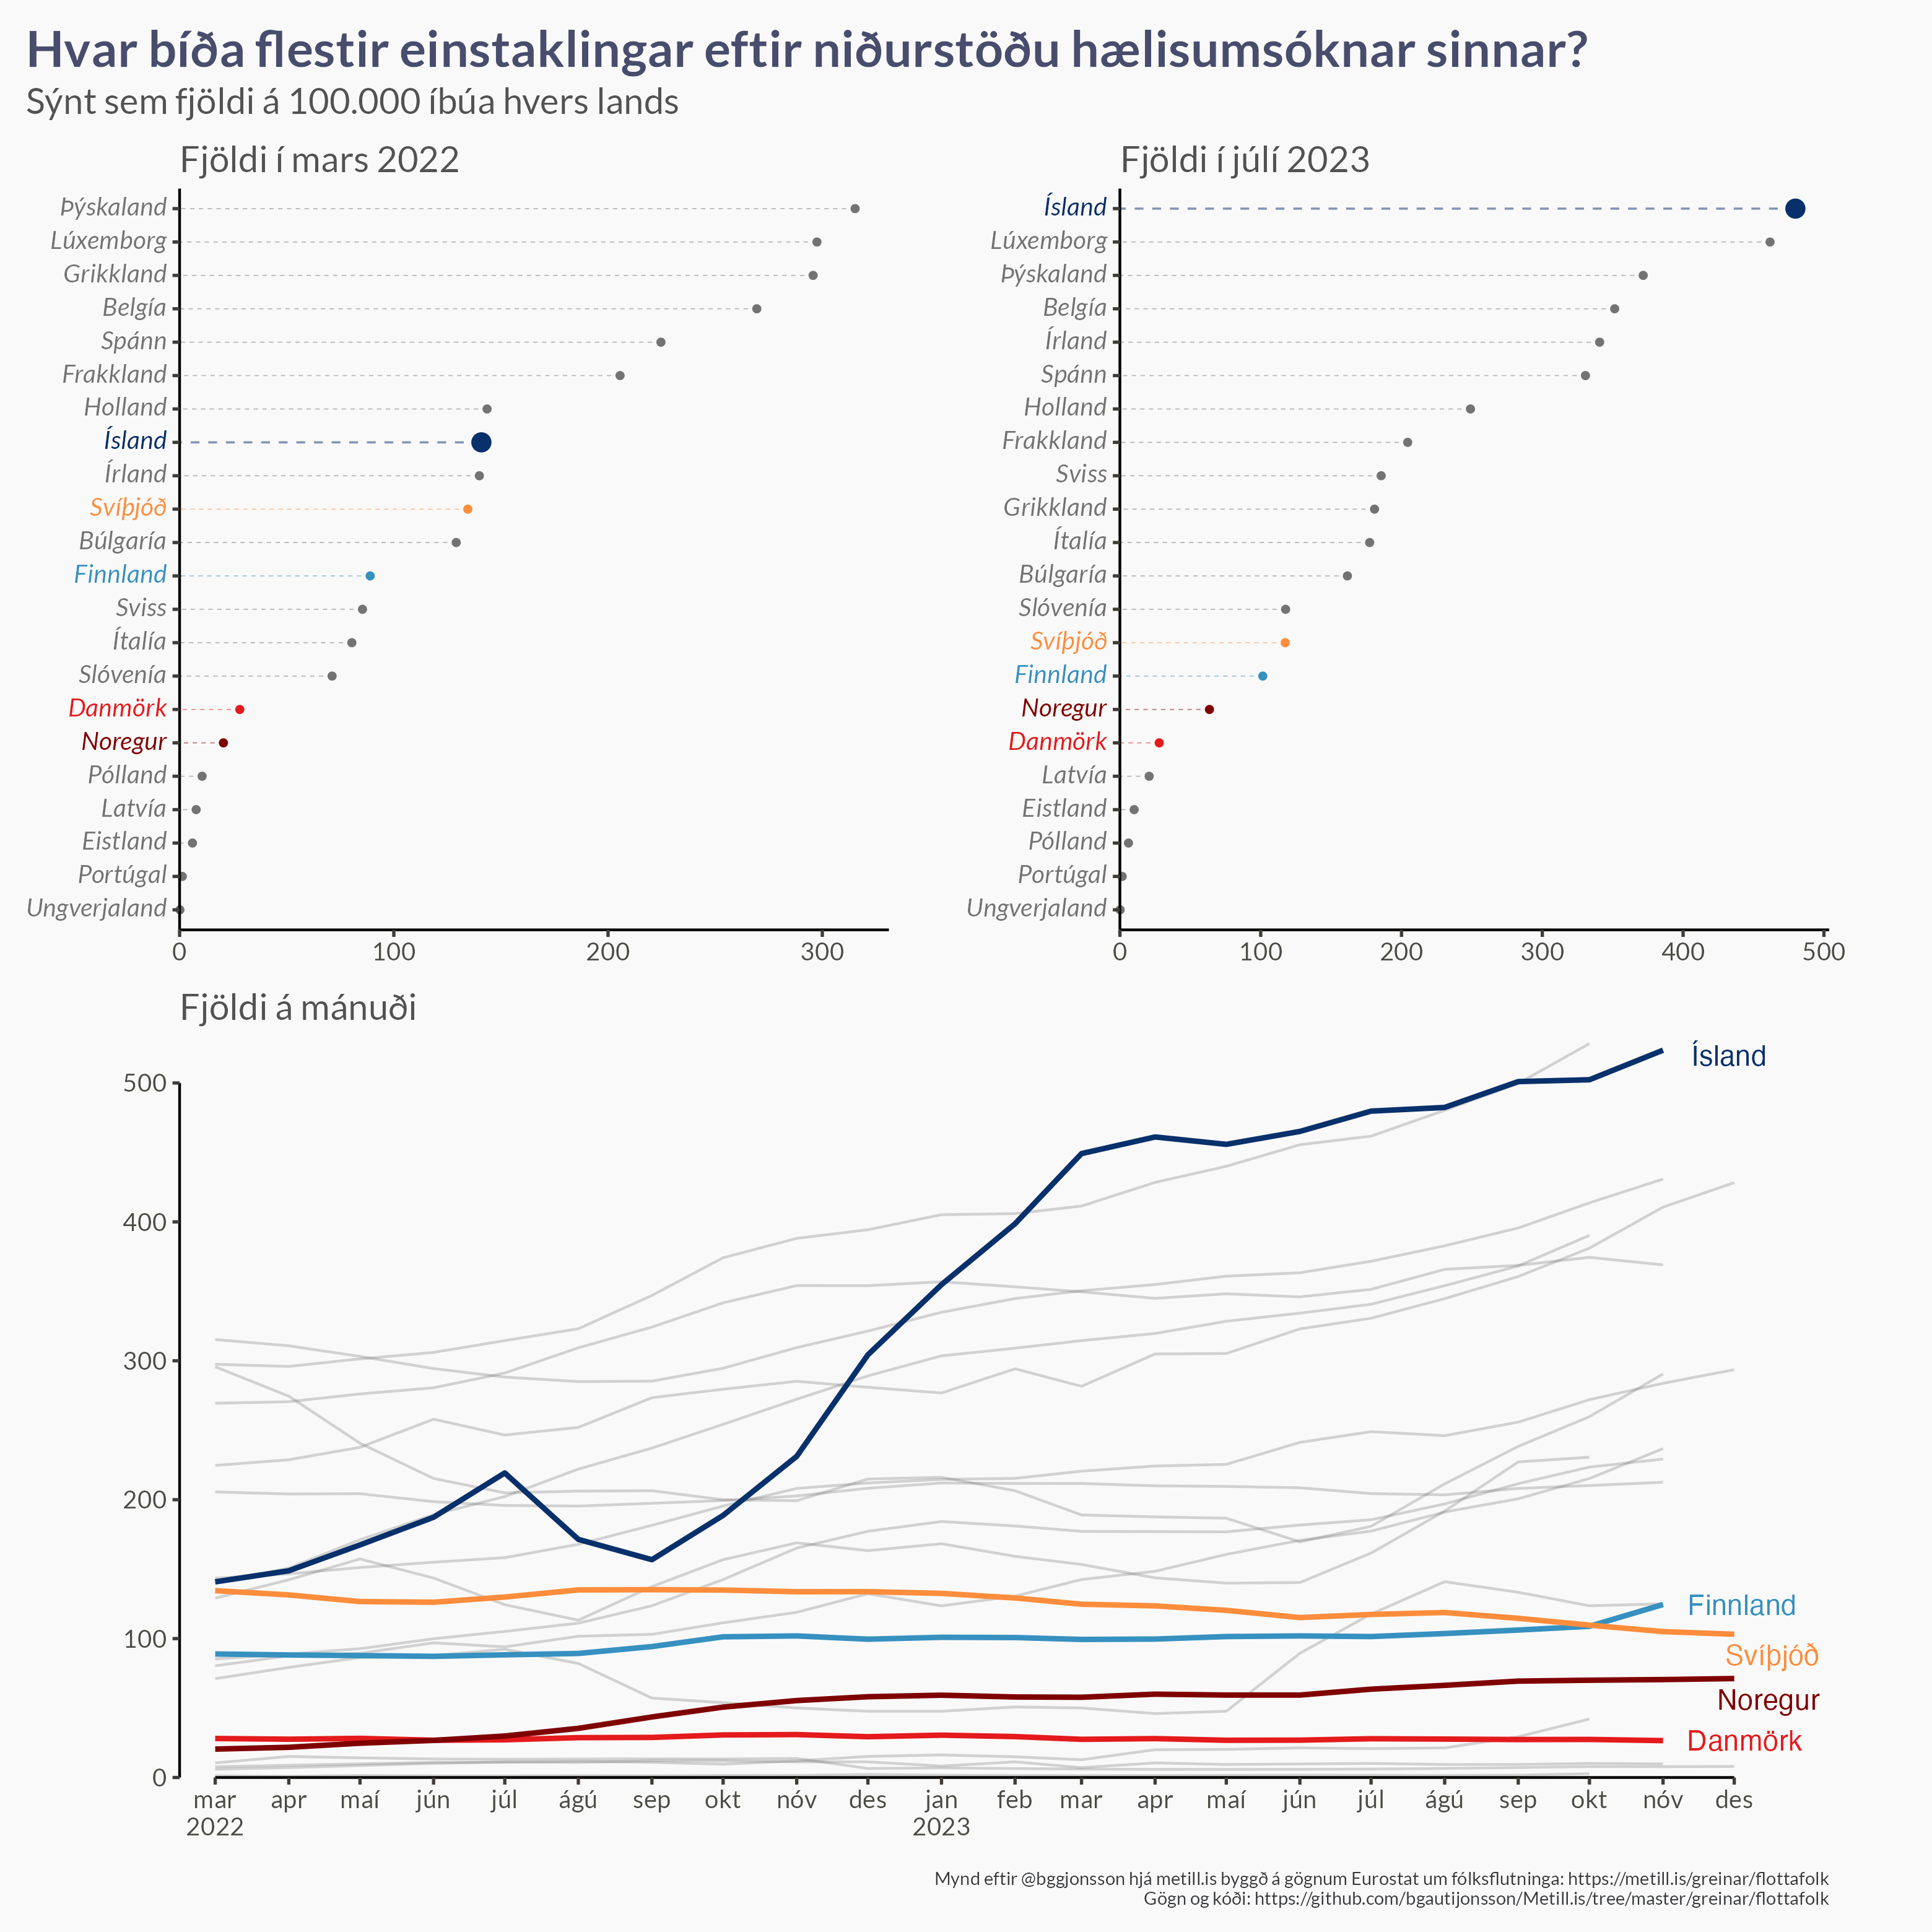 Hvar bíða flestir einstaklingar eftir niðurstöðu hælisumsóknar sinnar?
Sýnt sem fjöldi á 100.000 íbúa hvers lands
Fjöldi í mars 2022
Þýskaland
Lúxemborg
Grikkland
Belgía
Spánn
Frakkland
Holland
Ísland
Írland
Svíþjóð
Búlgaría
Finnland
Sviss
Ítalía
Slóvenía
Danmörk
Noregur
Pólland
Latvía
Eistland
Portúgal
Ungverjaland
0 100 200 300
Fjöldi í júlí 2023
Ísland
Lúxemborg
Þýskaland
Belgía
Írland
Spánn
Holland
Frakkland
Sviss
Grikkland
Ítalía
Búlgaría
Slóvenía
Svíþjóð
Finnland
Noregur
Danmörk
Latvía
Eistland
Pólland
Portúgal
Ungverjaland
0 100 200 300 400 500
Fjöldi á mánuði
500
400
300
200
100
0
Ísland
Finnland
Svíþjóð
Noregur
Danmörk
mar apr maí jún júl ágú sep okt nóv des jan feb mar apr maí jún júl ágú sep okt nóv des
2022 2023
Mynd eftir @bggjonsson hjá metill.is byggð á gögnum Eurostat um fólksflutninga: https://metill.is/greinar/flottafolk
Gögn og kóði: https://github.com/bgautijonsson/Metill.is/tree/master/greinar/flottafolk